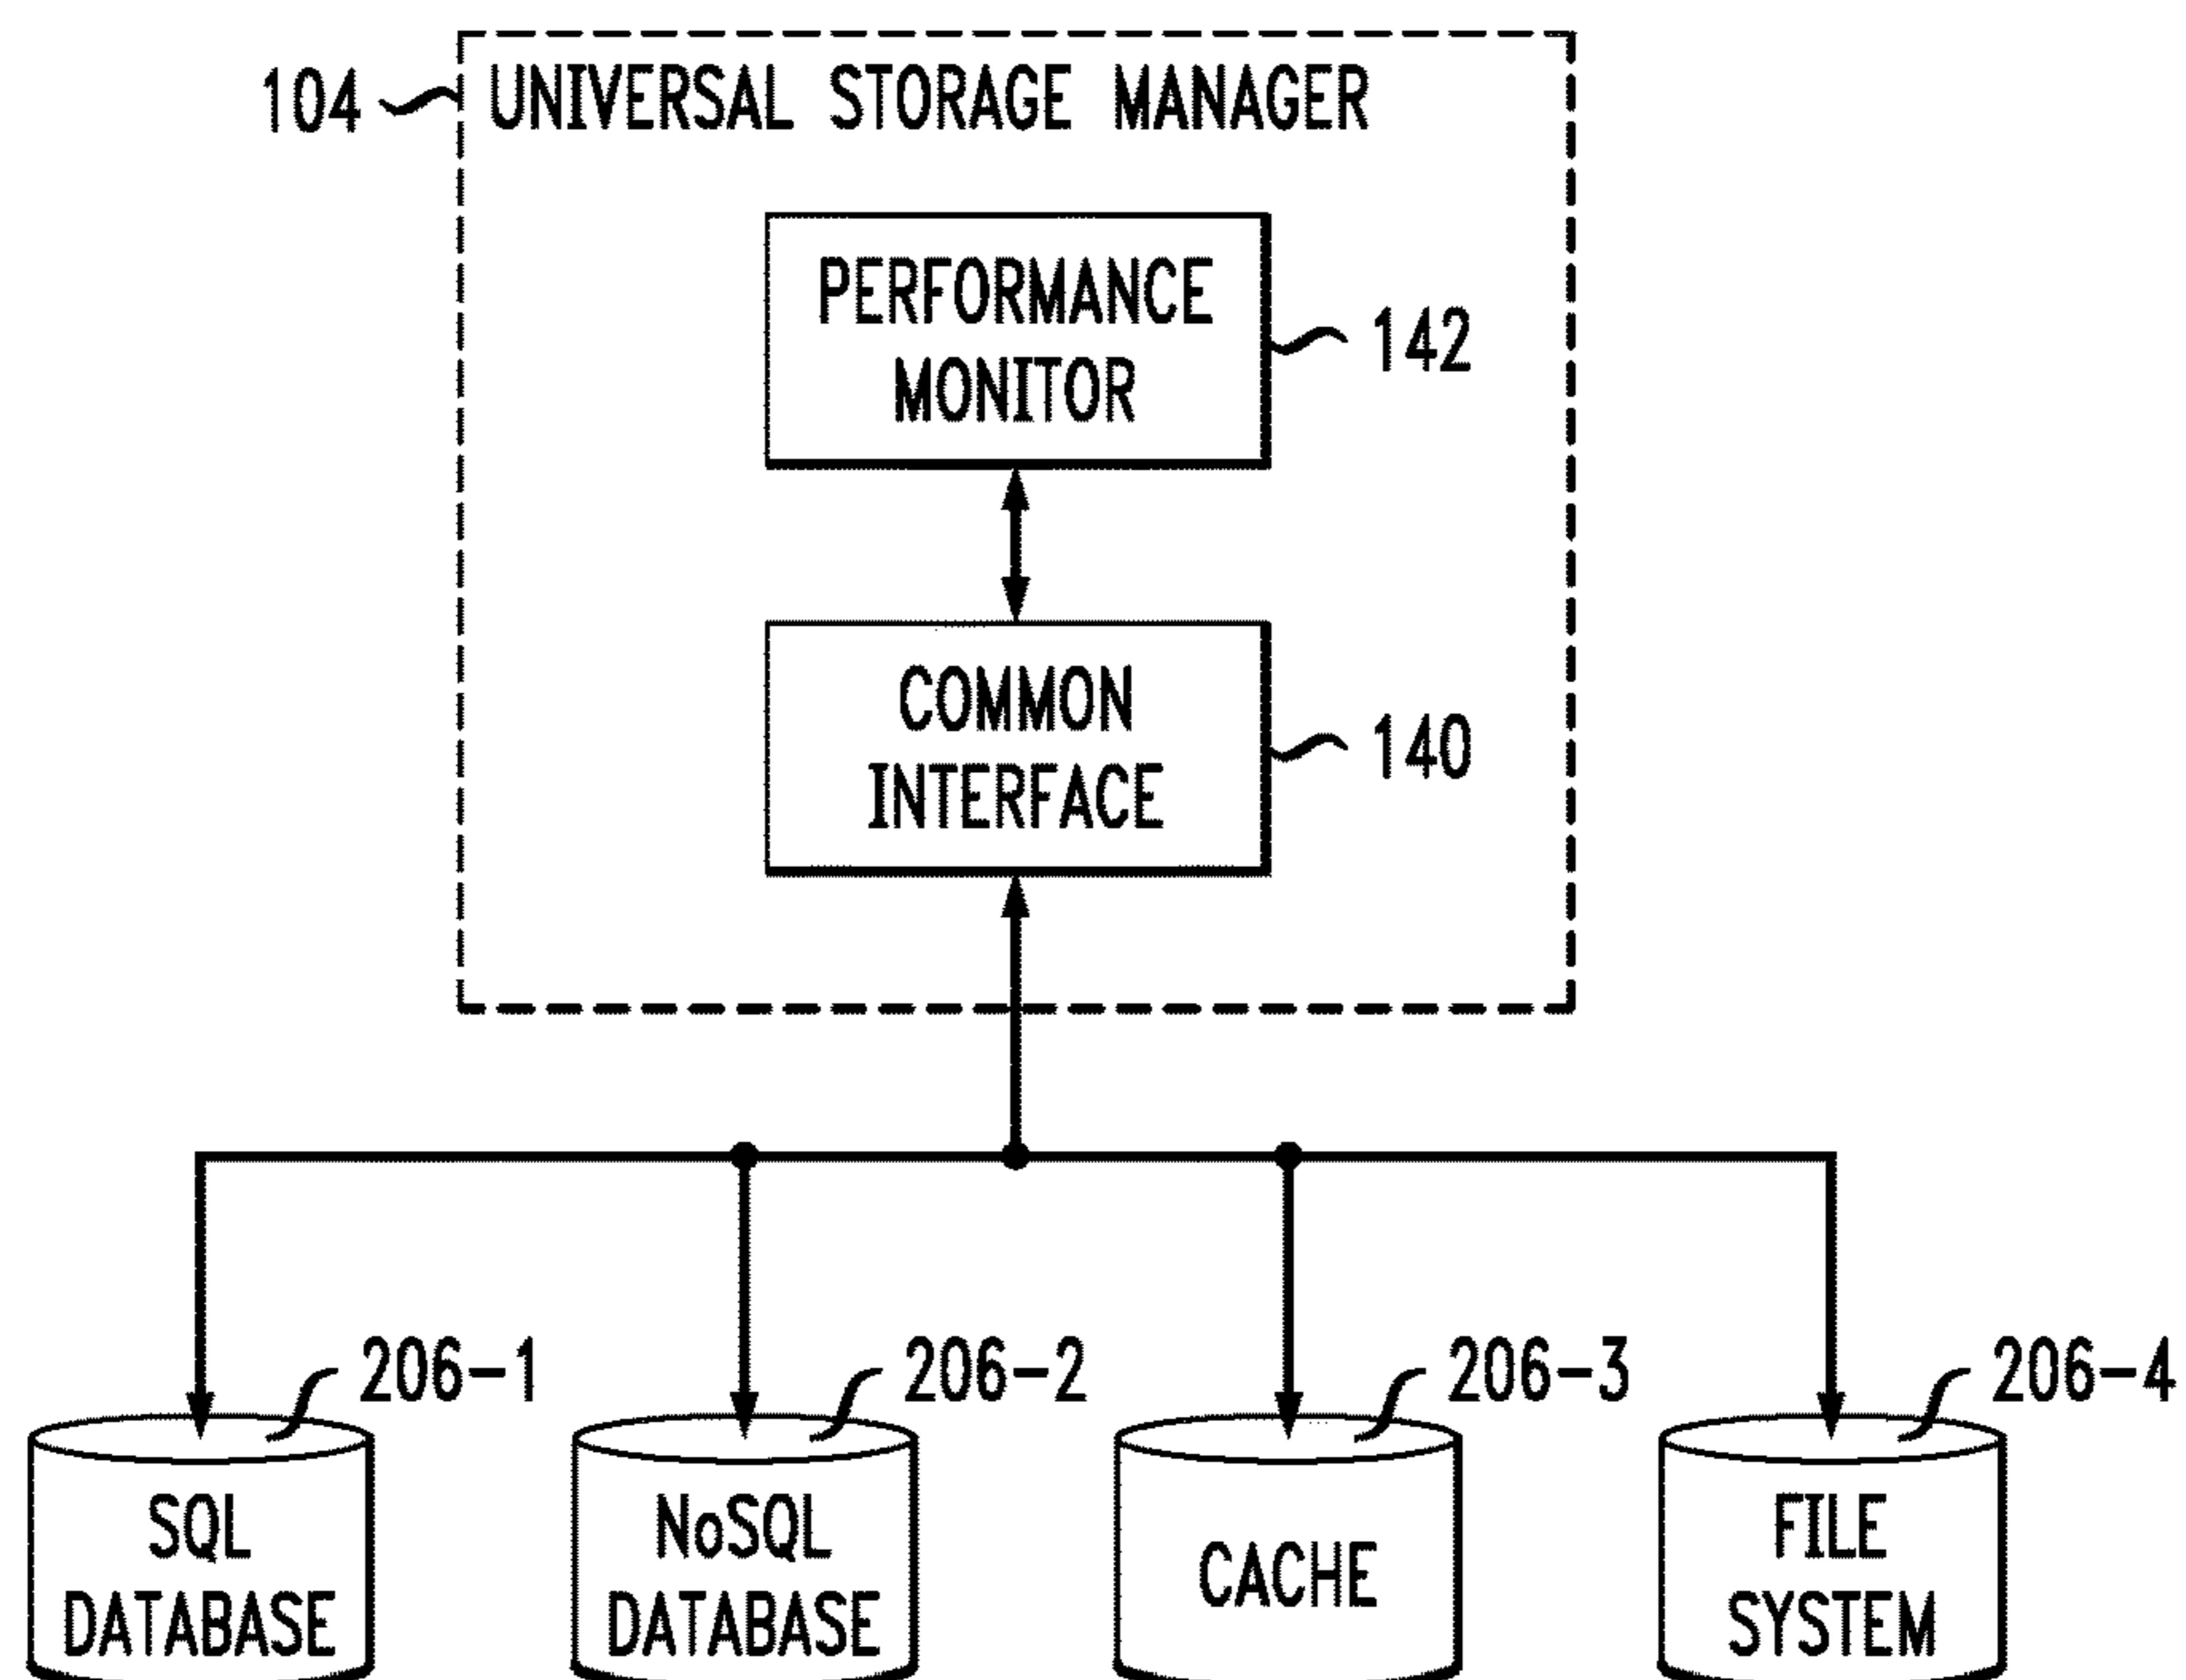 104 UNIVERSAL STORAGE MANAGER
PERFORMANCE
MONITOR
142
COMMON
INTERFACE
140
206-1 206-2 206-3 206-4
SQL
DATABASE
NoSQL
DATABASE
CACHE
FILE
SYSTEM